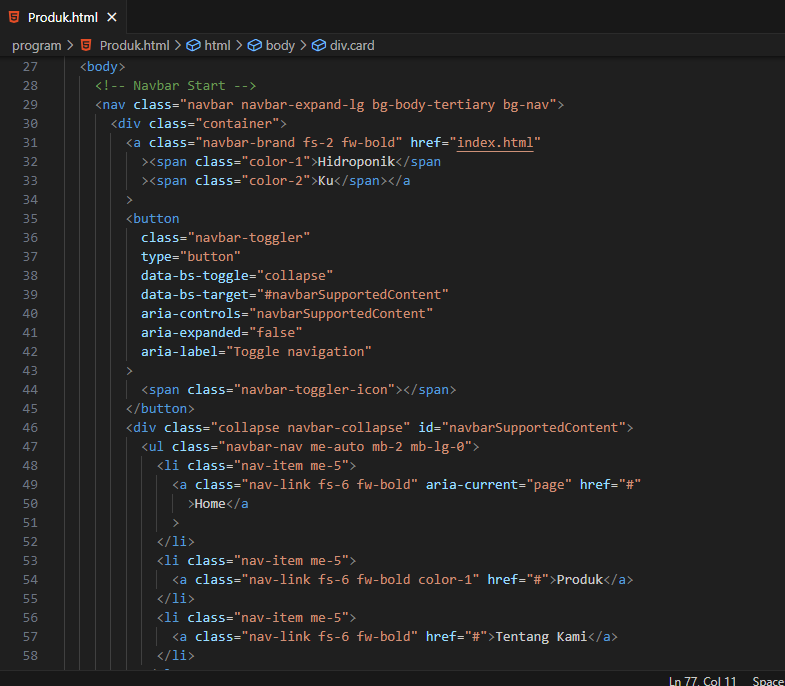 Produk.html ×
program > Produk.html > html > body > div.card
27 <body>
28 <!-- Navbar Start -->
29 <nav class="navbar navbar-expand-lg bg-body-tertiary bg-nav">
30 <div class="container">
31 <a class="navbar-brand fs-2 fw-bold" href="index.html"
32 ><span class="color-1">Hidroponik</span
33 ><span class="color-2">Ku</span></a
34 >
35 <button
36 class="navbar-toggler"
37 type="button"
38 data-bs-toggle="collapse"
39 data-bs-target="#navbarSupportedContent"
40 aria-controls="navbarSupportedContent"
41 aria-expanded="false"
42 aria-label="Toggle navigation"
43 >
44 <span class="navbar-toggler-icon"></span>
45 </button>
46 <div class="collapse navbar-collapse" id="navbarSupportedContent">
47 <ul class="navbar-nav me-auto mb-2 mb-lg-0">
48 <li class="nav-item me-5">
49 <a class="nav-link fs-6 fw-bold" aria-current="page" href="#"
50 >Home</a
51 >
52 </li>
53 <li class="nav-item me-5">
54 <a class="nav-link fs-6 fw-bold color-1" href="#">Produk</a>
55 </li>
56 <li class="nav-item me-5">
57 <a class="nav-link fs-6 fw-bold" href="#">Tentang Kami</a>
58 </li>
Ln 77, Col 11 Space